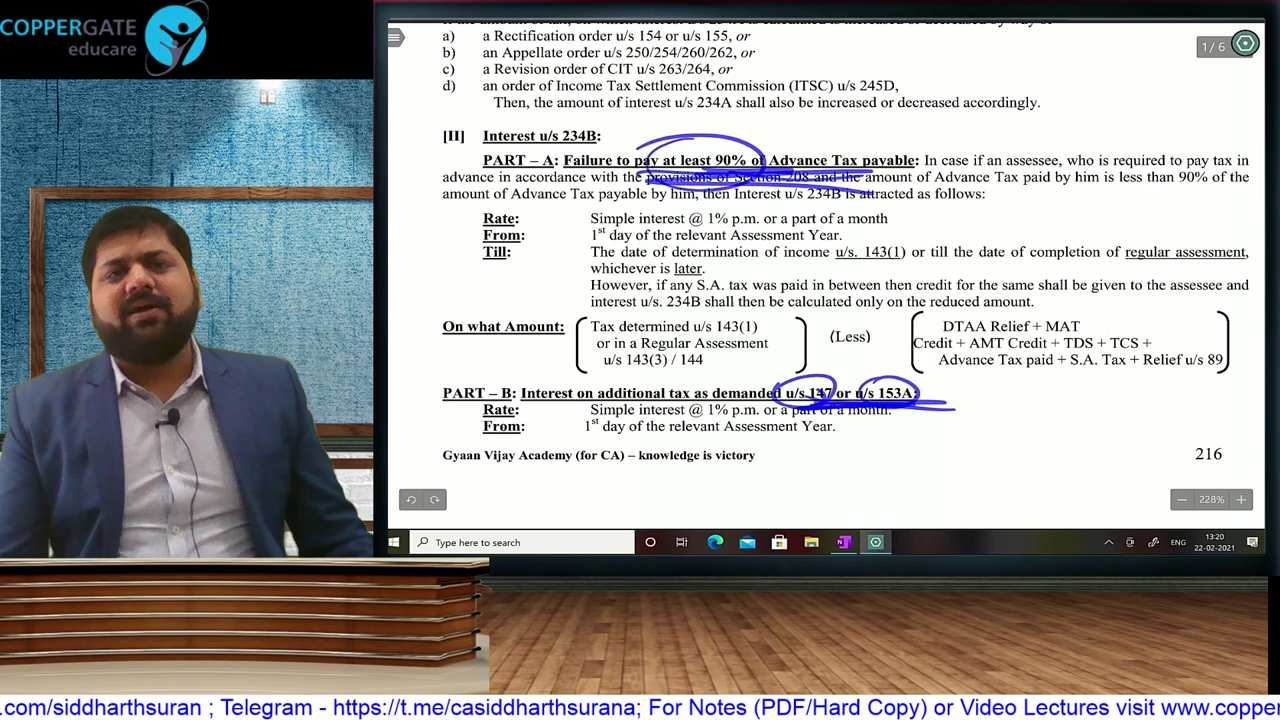 COPPERGATE
educare
a) a Rectification order u/s 154 or u/s 155, or
b) an Appellate order u/s 250/254/260/262, or
c) a Revision order of CIT u/s 263/264, or
d) an order of Income Tax Settlement Commission (ITSC) u/s 245D,
Then, the amount of interest u/s 234A shall also be increased or decreased accordingly.
1 / 6
[II] Interest u/s 234B:
PART – A: Failure to pay at least 90% of Advance Tax payable: In case if an assessee, who is required to pay tax in
advance in accordance with the provisions of Section 208 and the amount of Advance Tax paid by him is less than 90% of the
amount of Advance Tax payable by him, then Interest u/s 234B is attracted as follows:
Rate: Simple interest @ 1% p.m. or a part of a month
From: 1st day of the relevant Assessment Year.
Till: The date of determination of income u/s. 143(1) or till the date of completion of regular assessment,
whichever is later.
However, if any S.A. tax was paid in between then credit for the same shall be given to the assessee and
interest u/s. 234B shall then be calculated only on the reduced amount.
On what Amount: Tax determined u/s 143(1) (Less) DTAA Relief + MAT
or in a Regular Assessment Credit + AMT Credit + TDS + TCS +
u/s 143(3) / 144 Advance Tax paid + S.A. Tax + Relief u/s 89
PART – B: Interest on additional tax as demanded u/s 147 or u/s 153A:
Rate: Simple interest @ 1% p.m. or a part of a month.
From: 1st day of the relevant Assessment Year.
Gyaan Vijay Academy (for CA) – knowledge is victory 216
228%
Type here to search
ENG
13:20
22-02-2021
.com/siddharthsuran ; Telegram - https://t.me/casiddharthsurana; For Notes (PDF/Hard Copy) or Video Lectures visit www.copper